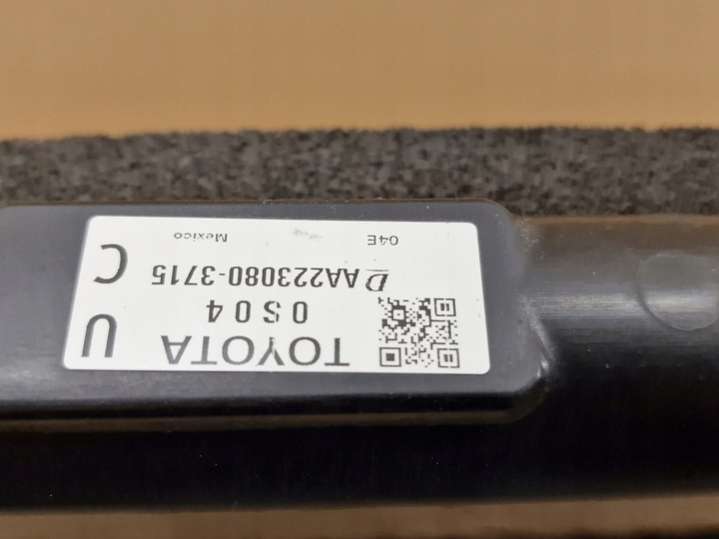 TOYOTA U
0S04
D AA223080-3715 C
04E Mexico